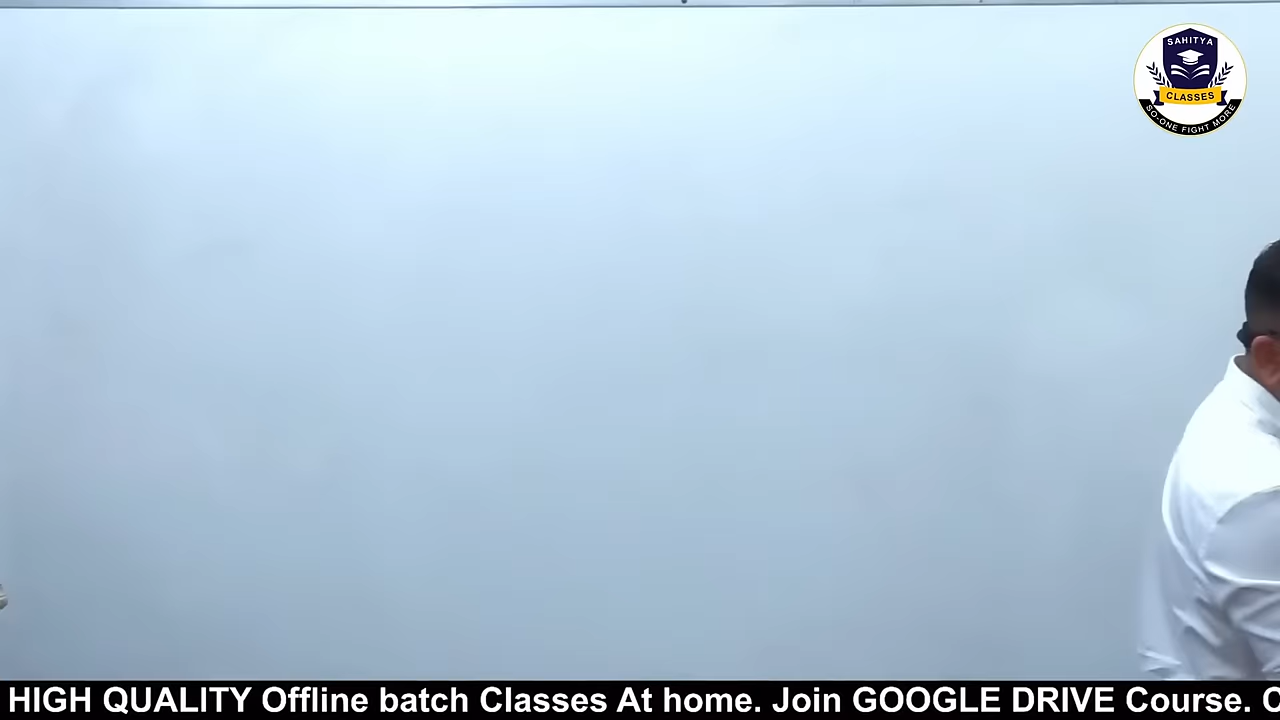 SAHITYA
CLASSES
SO-ONE FIGHT MORE
HIGH QUALITY Offline batch Classes At home. Join GOOGLE DRIVE Course. C